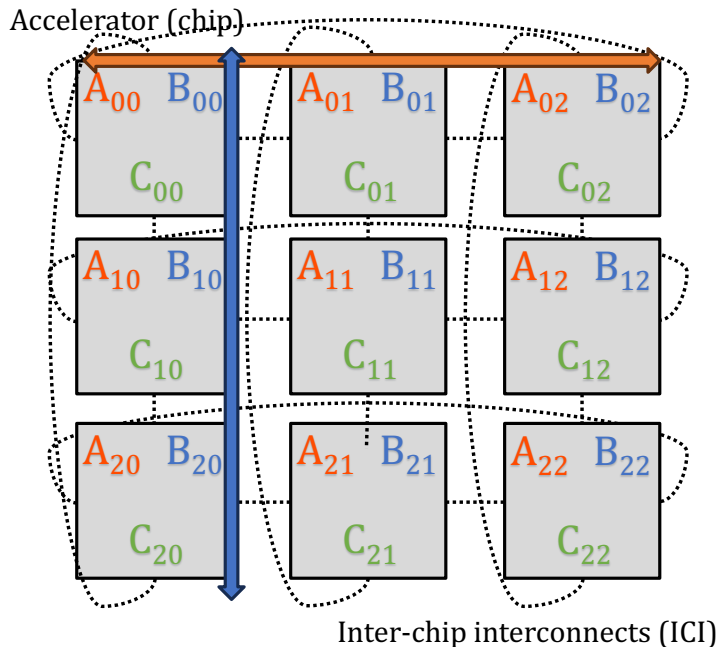 Accelerator (chip)
A₀₀ B₀₀ A₀₁ B₀₁ A₀₂ B₀₂
C₀₀ C₀₁ C₀₂
A₁₀ B₁₀ A₁₁ B₁₁ A₁₂ B₁₂
C₁₀ C₁₁ C₁₂
A₂₀ B₂₀ A₂₁ B₂₁ A₂₂ B₂₂
C₂₀ C₂₁ C₂₂
Inter-chip interconnects (ICI)